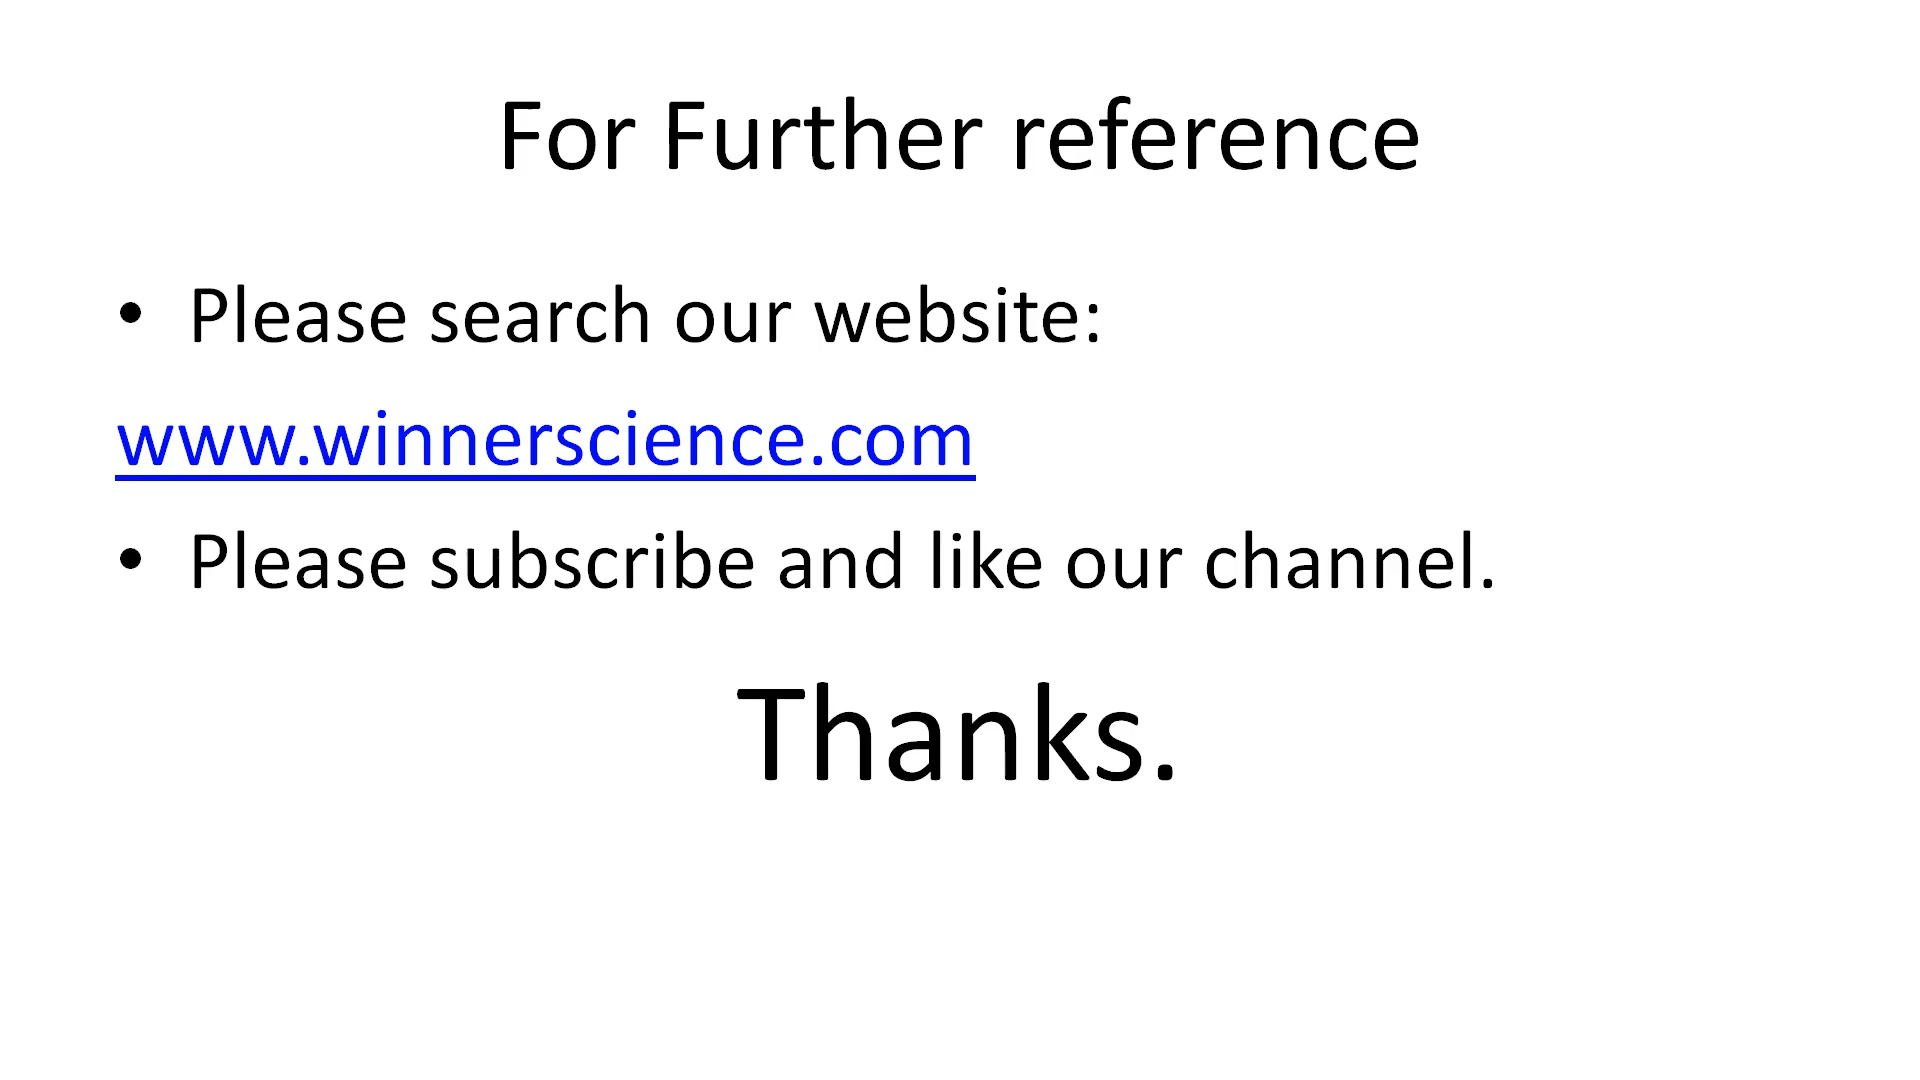 For Further reference
• Please search our website:
www.winnerscience.com
• Please subscribe and like our channel.
Thanks.